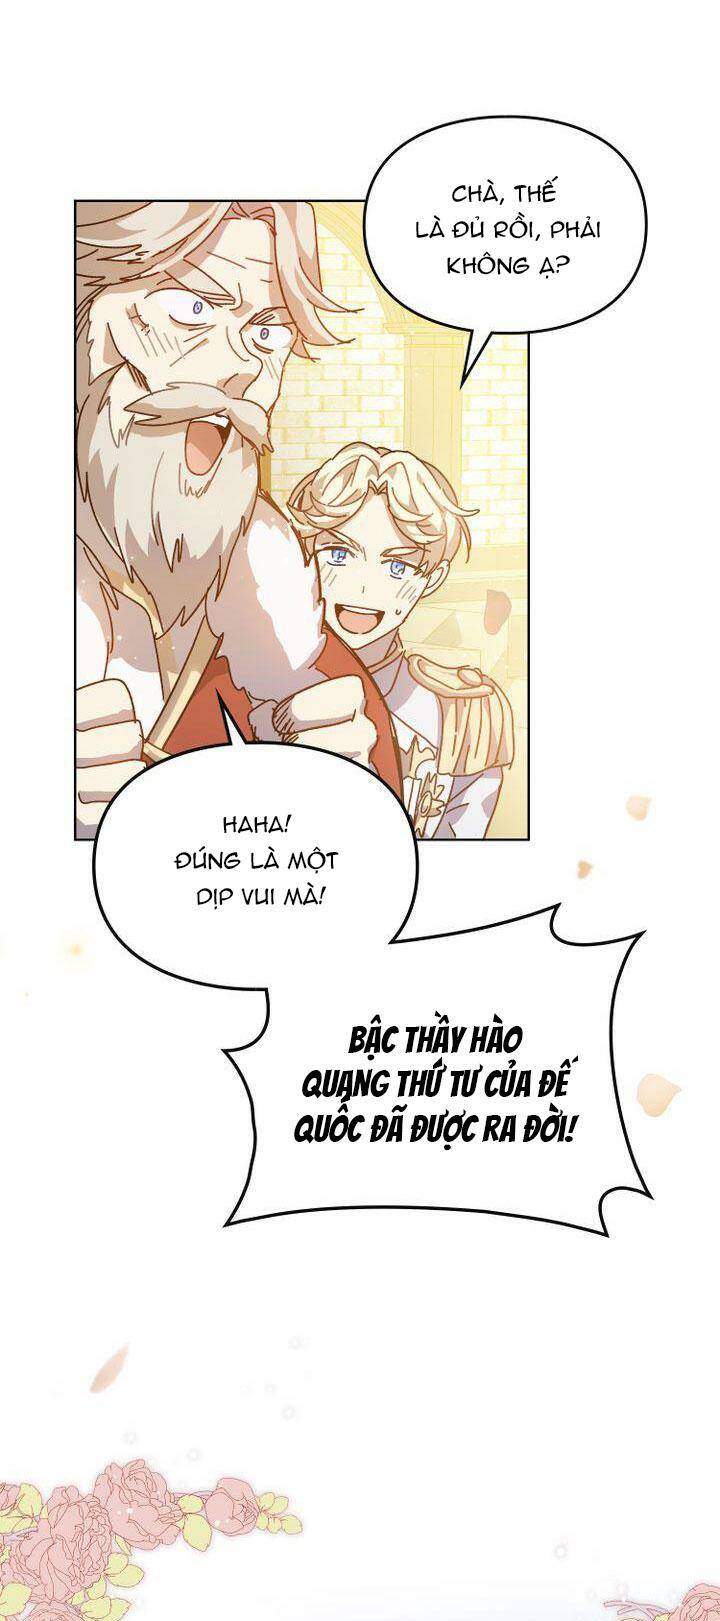 CHÀ, THẾ
LÀ ĐỦ RỒI, PHẢI
KHÔNG Ạ?
HAHA!
ĐÚNG LÀ MỘT
DỊP VUI MÀ!
BẬC THẦY HÀO
QUANG THỨ TƯ CỦA ĐẾ
QUỐC ĐÃ ĐƯỢC RA ĐỜI!